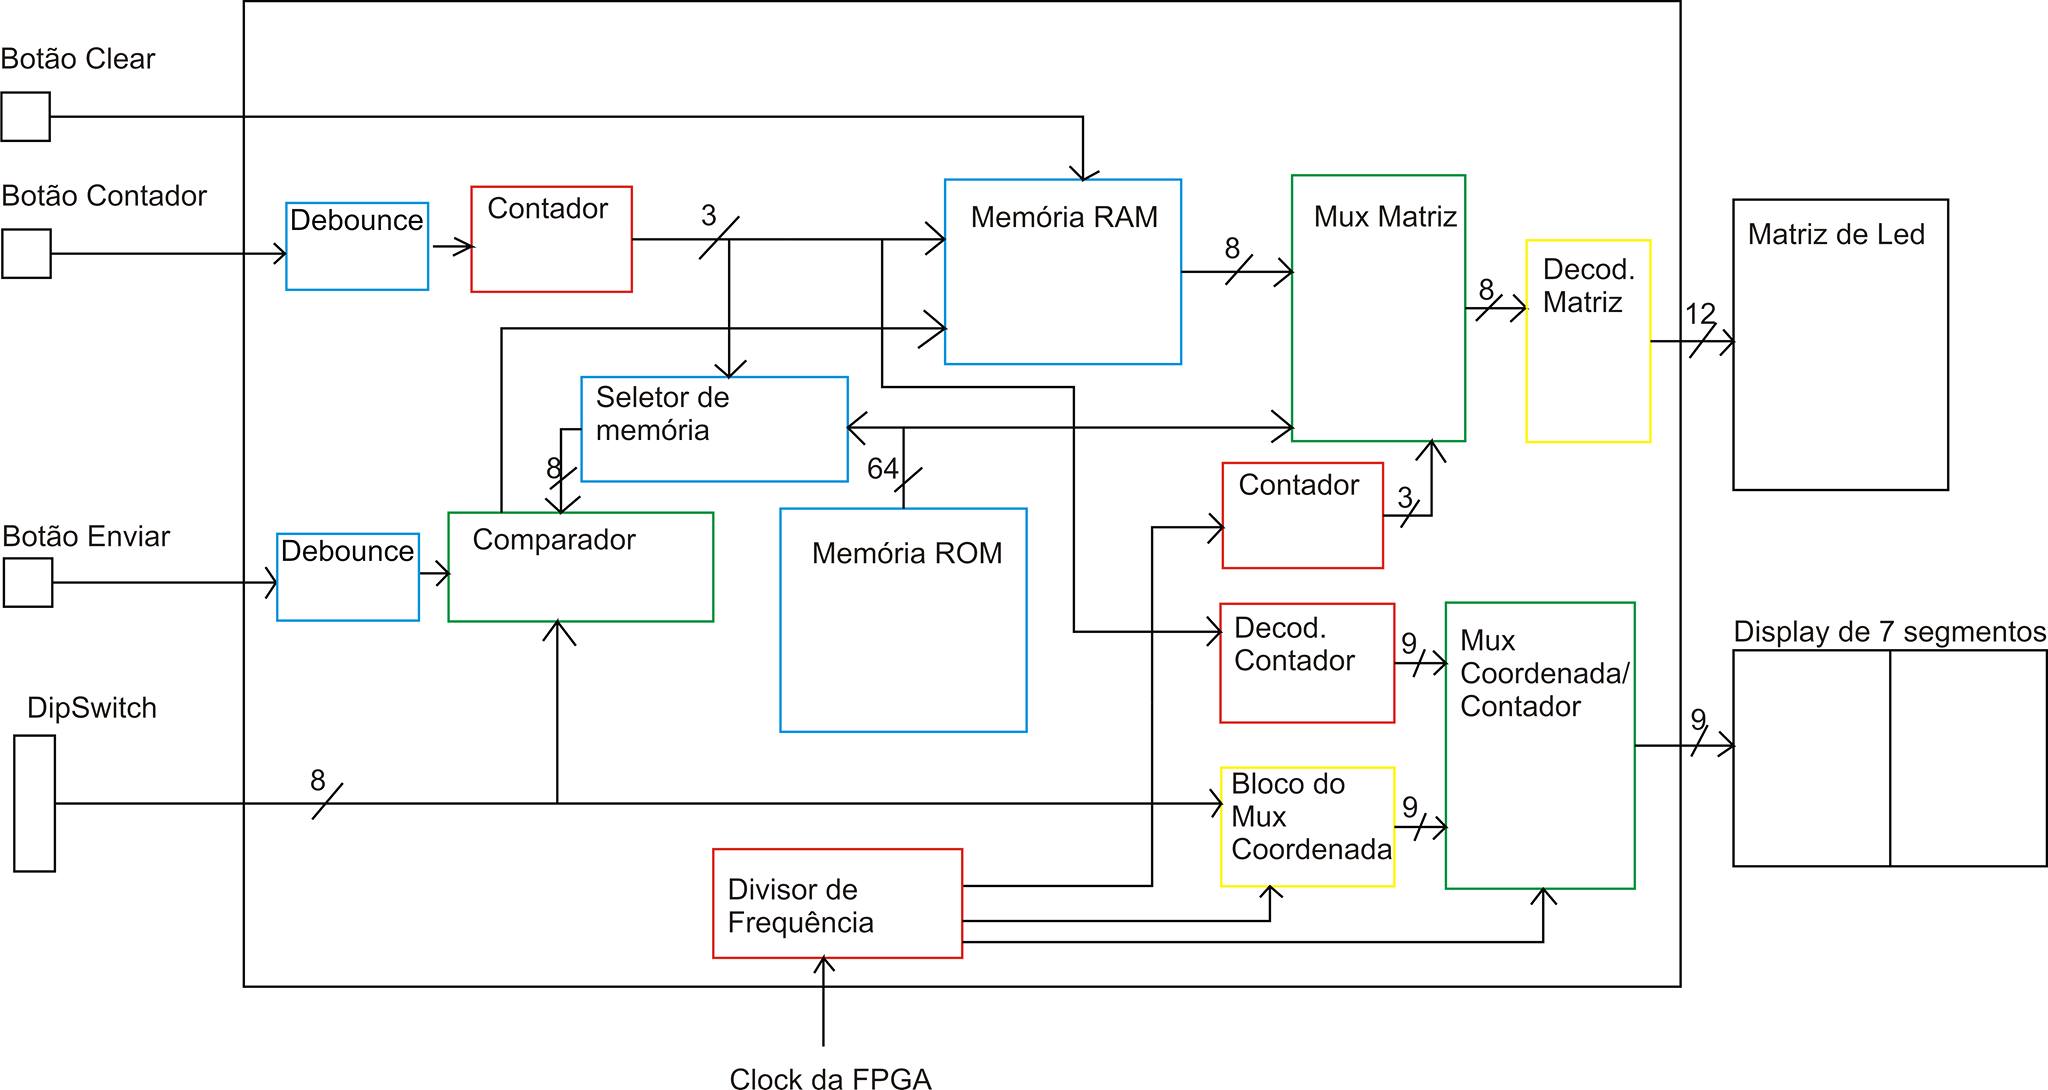 Botão Clear
Botão Contador
Debounce
Contador
3
Memória RAM
8
Mux Matriz
8
Decod.
Matriz
12
Matriz de Led
Seletor de
memória
8
64
Contador
3
Botão Enviar
Debounce
Comparador
Memória ROM
Decod.
Contador
9
Mux
Coordenada/
Contador
Display de 7 segmentos
9
DipSwitch
8
Bloco do
Mux
Coordenada
9
Divisor de
Frequência
Clock da FPGA